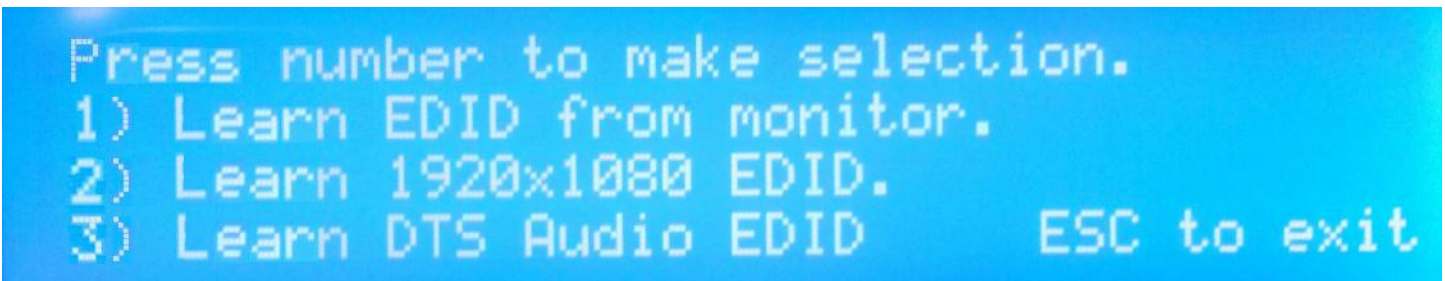 Press number to make selection.
1) Learn EDID from monitor.
2) Learn 1920x1080 EDID.
3) Learn DTS Audio EDID ESC to exit